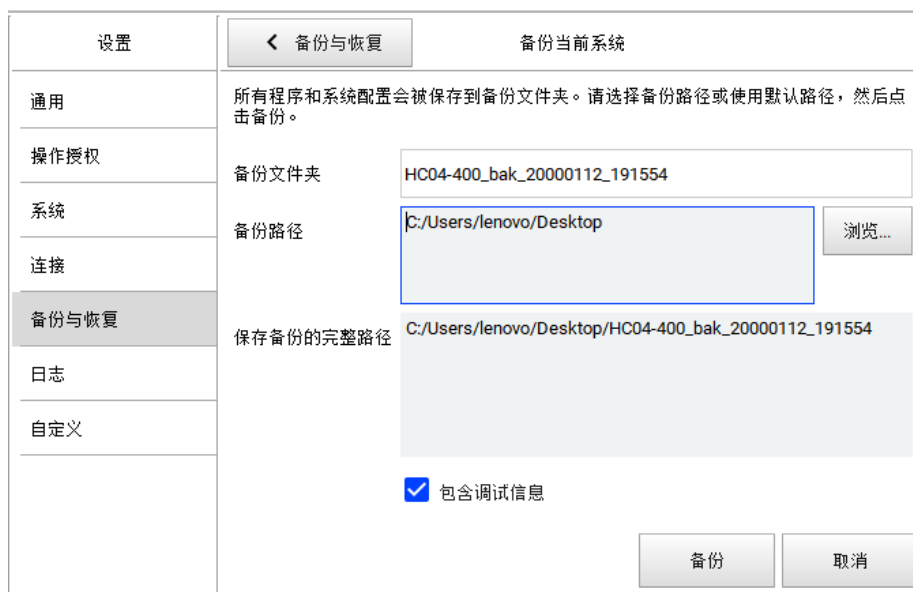 设置
备份与恢复
备份当前系统
通用
操作授权
系统
连接
备份与恢复
日志
自定义
所有程序和系统配置会被保存到备份文件夹。请选择备份路径或使用默认路径，然后点
击备份。
备份文件夹
HC04-400_bak_20000112_191554
备份路径
C:/Users/lenovo/Desktop
浏览...
保存备份的完整路径
C:/Users/lenovo/Desktop/HC04-400_bak_20000112_191554
包含调试信息
备份
取消